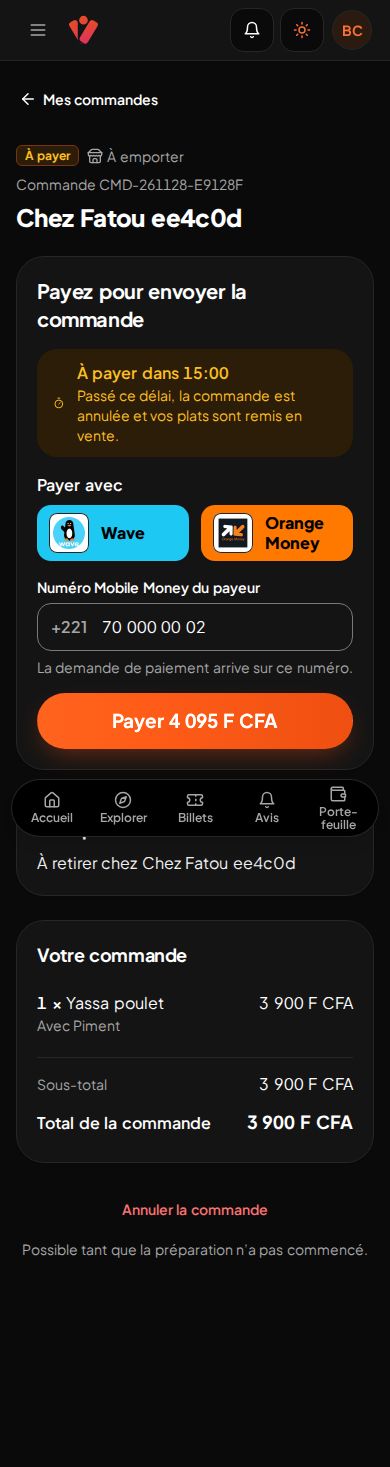 BC
Mes commandes
À payer À emporter
Commande CMD-261128-E9128F
Chez Fatou ee4c0d
Payez pour envoyer la
commande
À payer dans 15:00
Passé ce délai, la commande est
annulée et vos plats sont remis en
vente.
Payer avec
Wave
Orange
Money
Numéro Mobile Money du payeur
+221 70 000 00 02
La demande de paiement arrive sur ce numéro.
Payer 4 095 F CFA
Accueil Explorer Billets Avis Porte-
feuille
À retirer chez Chez Fatou ee4c0d
Votre commande
1 × Yassa poulet 3 900 F CFA
Avec Piment
Sous-total 3 900 F CFA
Total de la commande 3 900 F CFA
Annuler la commande
Possible tant que la préparation n'a pas commencé.